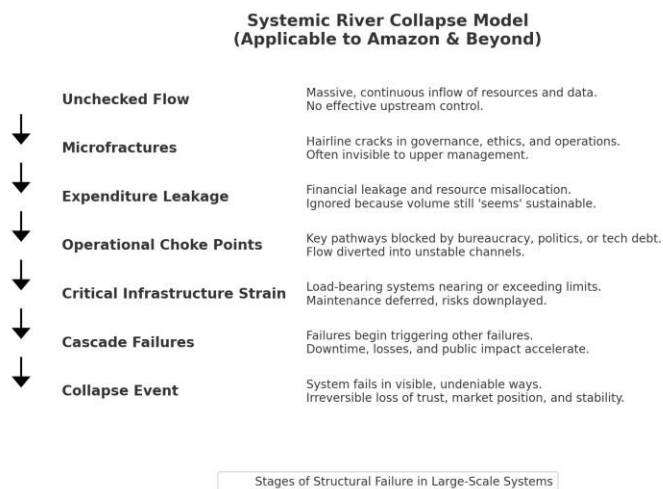 Systemic River Collapse Model
(Applicable to Amazon & Beyond)
Unchecked Flow
Massive, continuous inflow of resources and data.
No effective upstream control.
Microfractures
Hairline cracks in governance, ethics, and operations.
Often invisible to upper management.
Expenditure Leakage
Financial leakage and resource misallocation.
Ignored because volume still 'seems' sustainable.
Operational Choke Points
Key pathways blocked by bureaucracy, politics, or tech debt.
Flow diverted into unstable channels.
Critical Infrastructure Strain
Load-bearing systems nearing or exceeding limits.
Maintenance deferred, risks downplayed.
Cascade Failures
Failures begin triggering other failures.
Downtime, losses, and public impact accelerate.
Collapse Event
System fails in visible, undeniable ways.
Irreversible loss of trust, market position, and stability.
Stages of Structural Failure in Large-Scale Systems